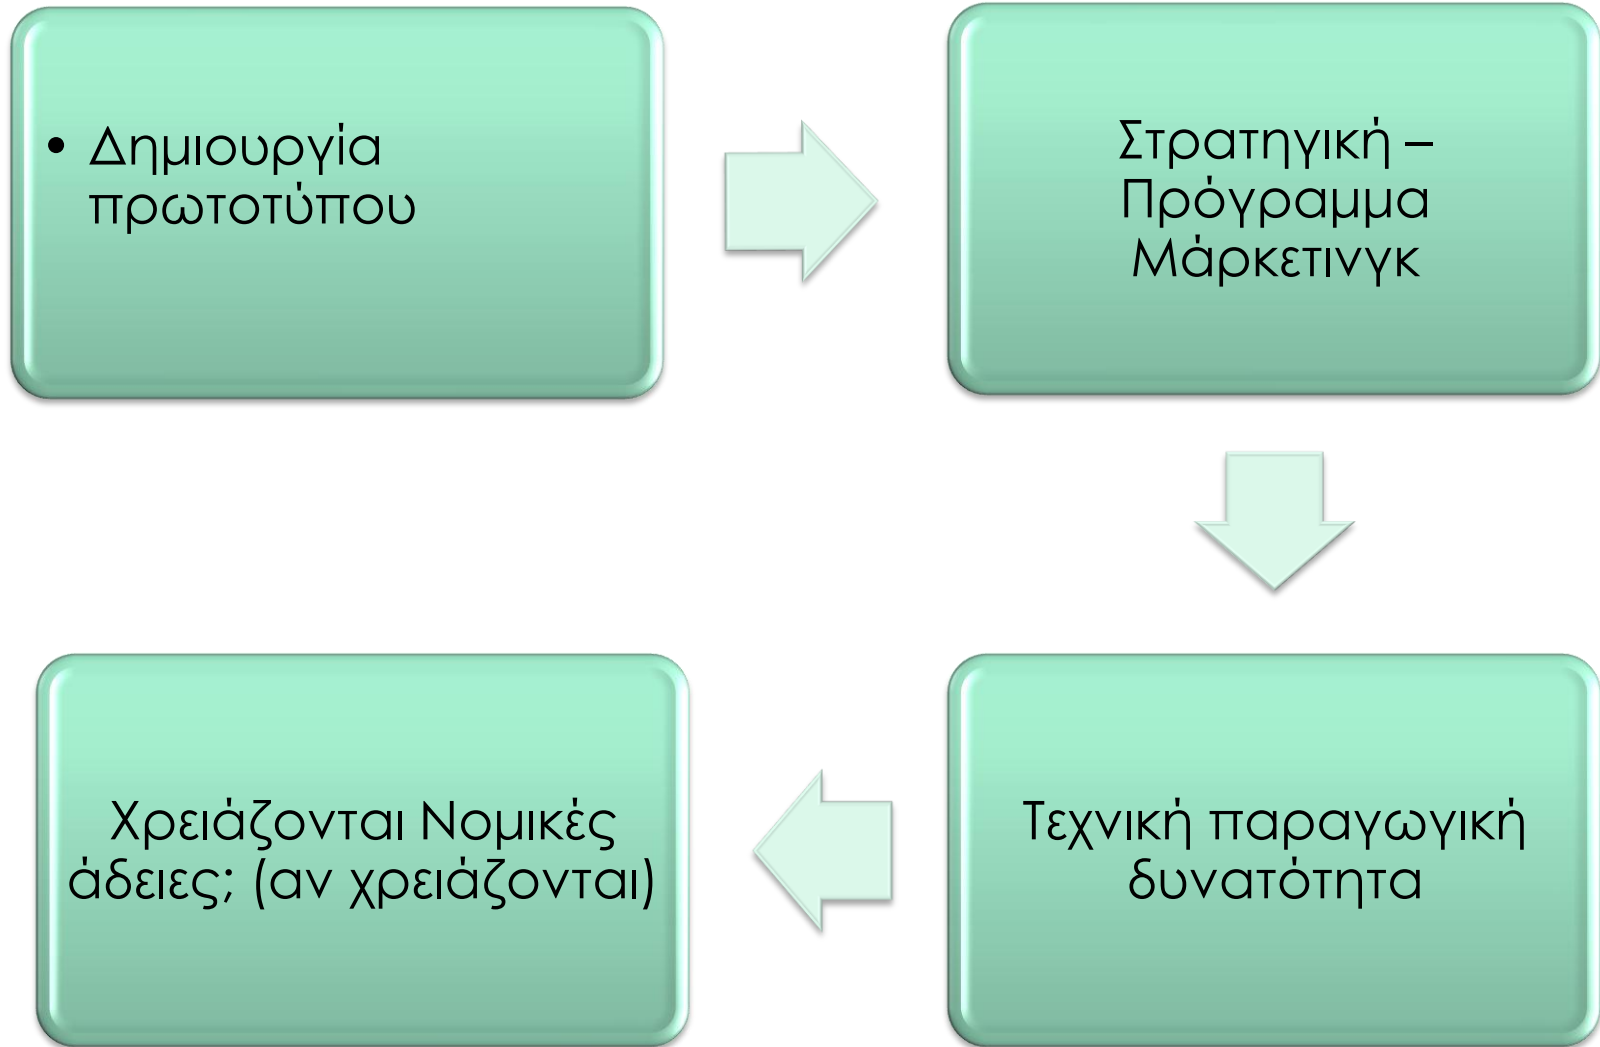 • Δημιουργία
πρωτοτύπου
Στρατηγική –
Πρόγραμμα
Μάρκετινγκ
Τεχνική παραγωγική
δυνατότητα
Χρειάζονται Νομικές
άδειες; (αν χρειάζονται)